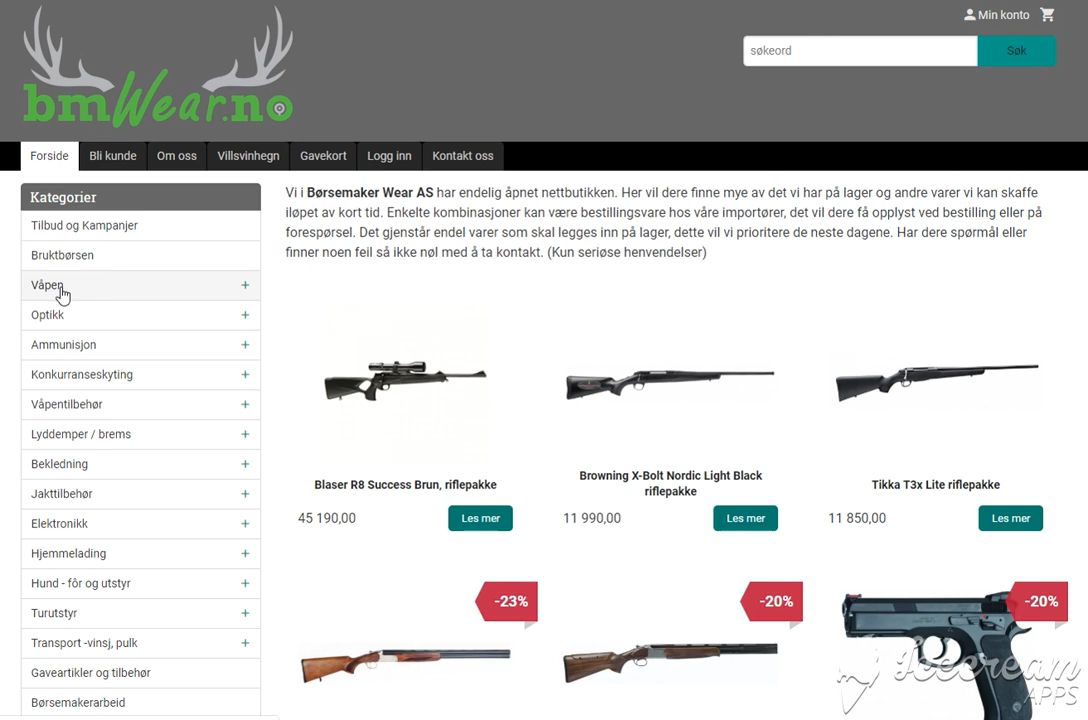 bmWear.no
Min konto
søkeord
Søk
Forside
Bli kunde
Om oss
Villsvinhegn
Gavekort
Logg inn
Kontakt oss
Kategorier
Tilbud og Kampanjer
Bruktbørsen
Våpen +
Optikk +
Ammunisjon +
Konkurranseskyting +
Våpentilbehør +
Lyddemper / brems +
Bekledning +
Jakttilbehør +
Elektronikk +
Hjemmelading +
Hund - fôr og utstyr +
Turutstyr +
Transport -vinsj, pulk +
Gaveartikler og tilbehør
Børsemakerarbeid
Vi i Børsemaker Wear AS har endelig åpnet nettbutikken. Her vil dere finne mye av det vi har på lager og andre varer vi kan skaffe
iløpet av kort tid. Enkelte kombinasjoner kan være bestillingsvare hos våre importører, det vil dere få opplyst ved bestilling eller på
forespørsel. Det gjenstår endel varer som skal legges inn på lager, dette vil vi prioritere de neste dagene. Har dere spørmål eller
finner noen feil så ikke nøl med å ta kontakt. (Kun seriøse henvendelser)
Blaser R8 Success Brun, riflepakke
45 190,00
Les mer
Browning X-Bolt Nordic Light Black
riflepakke
11 990,00
Les mer
Tikka T3x Lite riflepakke
11 850,00
Les mer
-23%
-20%
-20%
Icecream
APPS